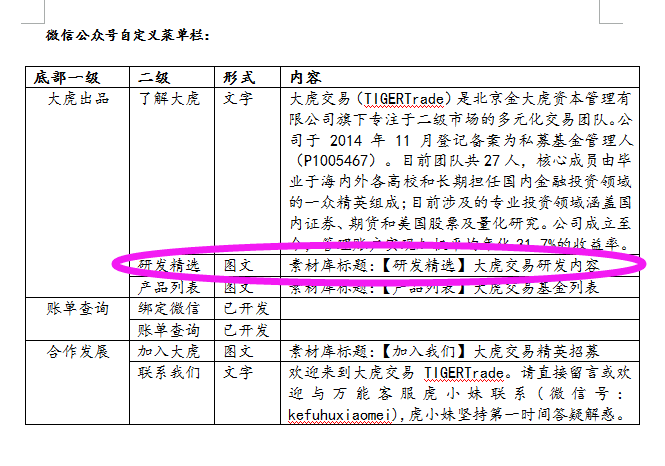 微信公众号自定义菜单栏：
底部一级 二级 形式 内容
大虎出品 了解大虎 文字 大虎交易（TIGERTrade）是北京金大虎资本管理有
限公司旗下专注于二级市场的多元化交易团队。公
司于 2014 年 11 月登记备案为私募基金管理人
（P1005467）。目前团队共 27 人，核心成员由毕
业于海内外各高校和长期担任国内金融投资领域
的一众精英组成；目前涉及的专业投资领域涵盖国
内证券、期货和美国股票及量化研究。公司成立至
今，管理账户实现 平均年化 31.7%的收益率。
研发精选 图文 素材库标题：【研发精选】大虎交易研发内容
产品列表 图文 素材库标题：【产品列表】大虎交易基金列表
账单查询 绑定微信 已开发
账单查询 已开发
合作发展 加入大虎 图文 素材库标题：【加入我们】大虎交易精英招募
联系我们 文字 欢迎来到大虎交易 TIGERTrade。请直接留言或欢
迎与万能客服虎小妹联系(微信号：
kefuhuxiaomei),虎小妹坚持第一时间答疑解惑。